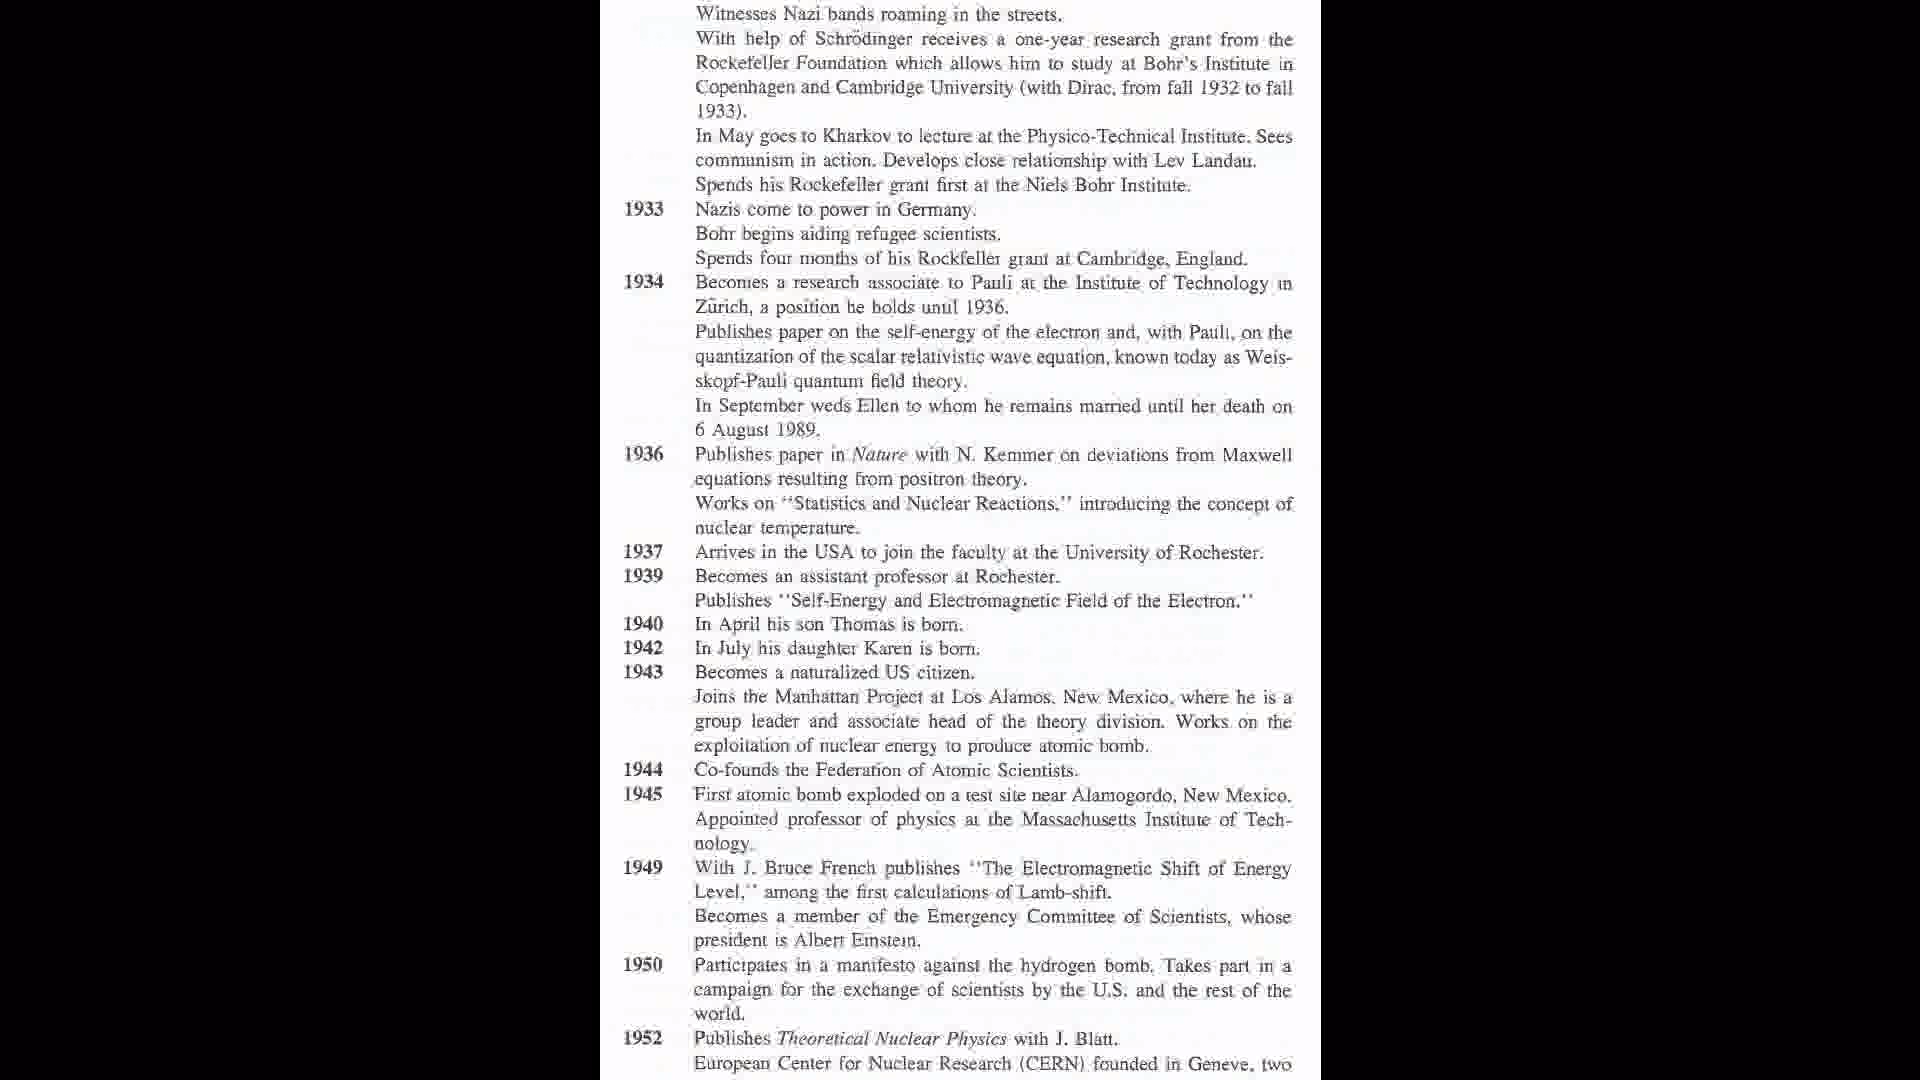 Witnesses Nazi bands roaming in the streets.
With help of Schrödinger receives a one-year research grant from the
Rockefeller Foundation which allows him to study at Bohr's Institute in
Copenhagen and Cambridge University (with Dirac, from fall 1932 to fall
1933).
In May goes to Kharkov to lecture at the Physico-Technical Institute. Sees
communism in action. Develops close relationship with Lev Landau.
Spends his Rockefeller grant first at the Niels Bohr Institute.
1933 Nazis come to power in Germany.
Bohr begins aiding refugee scientists.
Spends four months of his Rockfeller grant at Cambridge, England.
1934 Becomes a research associate to Pauli at the Institute of Technology in
Zürich, a position he holds until 1936.
Publishes paper on the self-energy of the electron and, with Pauli, on the
quantization of the scalar relativistic wave equation, known today as Weis-
skopf-Pauli quantum field theory.
In September weds Ellen to whom he remains married until her death on
6 August 1989.
1936 Publishes paper in Nature with N. Kemmer on deviations from Maxwell
equations resulting from positron theory.
Works on "Statistics and Nuclear Reactions," introducing the concept of
nuclear temperature.
1937 Arrives in the USA to join the faculty at the University of Rochester.
1939 Becomes an assistant professor at Rochester.
Publishes "Self-Energy and Electromagnetic Field of the Electron."
1940 In April his son Thomas is born.
1942 In July his daughter Karen is born.
1943 Becomes a naturalized US citizen.
Joins the Manhattan Project at Los Alamos, New Mexico, where he is a
group leader and associate head of the theory division. Works on the
exploitation of nuclear energy to produce atomic bomb.
1944 Co-founds the Federation of Atomic Scientists.
1945 First atomic bomb exploded on a test site near Alamogordo, New Mexico.
Appointed professor of physics at the Massachusetts Institute of Tech-
nology.
1949 With J. Bruce French publishes "The Electromagnetic Shift of Energy
Level," among the first calculations of Lamb-shift.
Becomes a member of the Emergency Committee of Scientists, whose
president is Albert Einstein.
1950 Participates in a manifesto against the hydrogen bomb. Takes part in a
campaign for the exchange of scientists by the U.S. and the rest of the
world.
1952 Publishes Theoretical Nuclear Physics with J. Blatt.
European Center for Nuclear Research (CERN) founded in Geneve, two